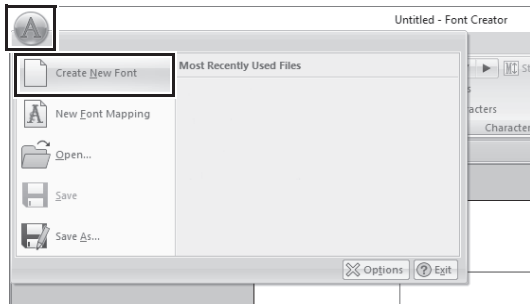 Untitled - Font Creator
Create New Font
Most Recently Used Files
New Font Mapping
Open...
Save
Save As...
Options
Exit
acters
Character